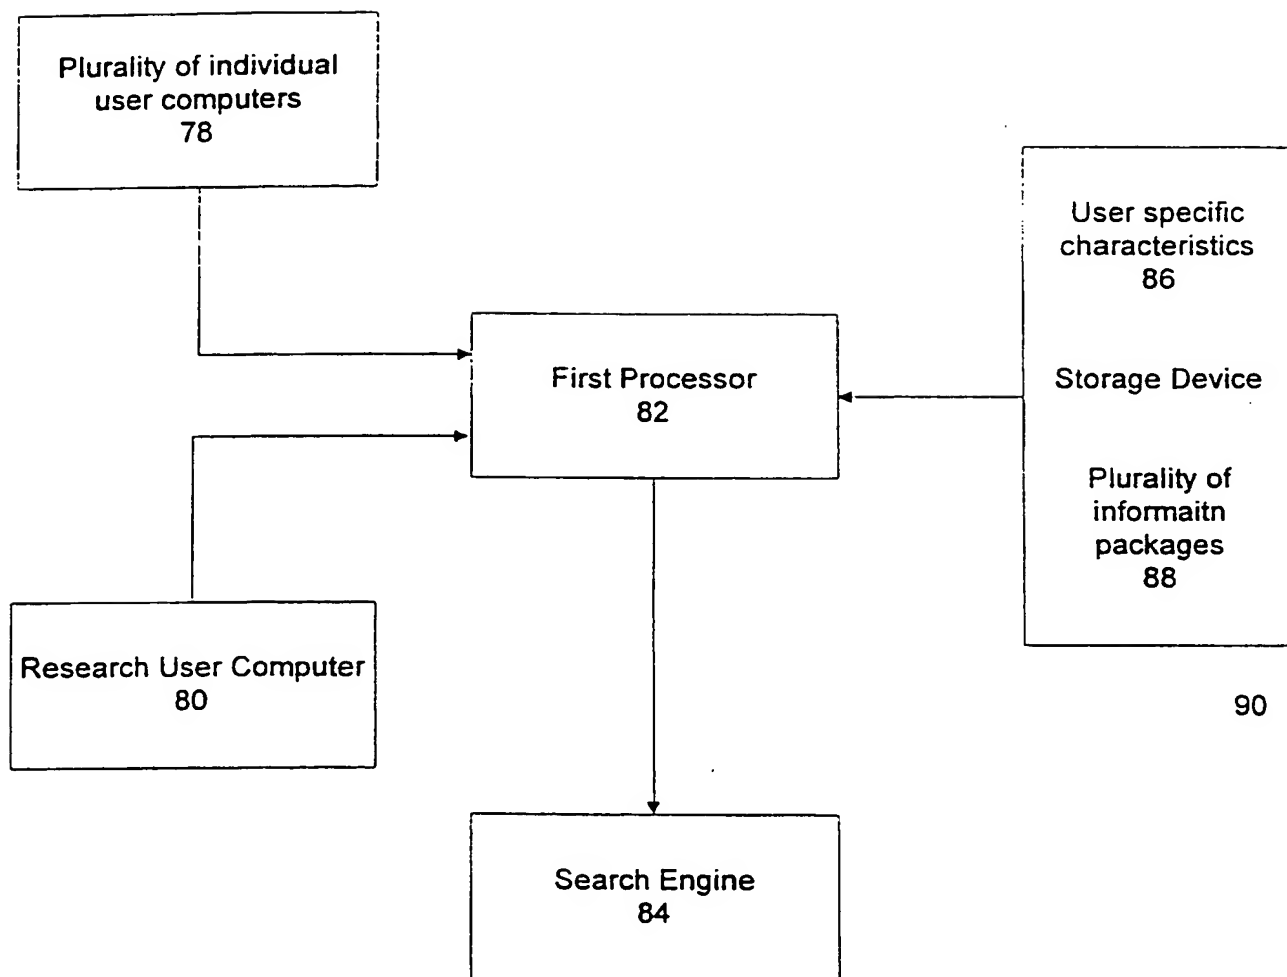 Plurality of individual
user computers
78
User specific
characteristics
86
First Processor
82
Storage Device
Plurality of
informaitn
packages
88
Research User Computer
80
90
Search Engine
84